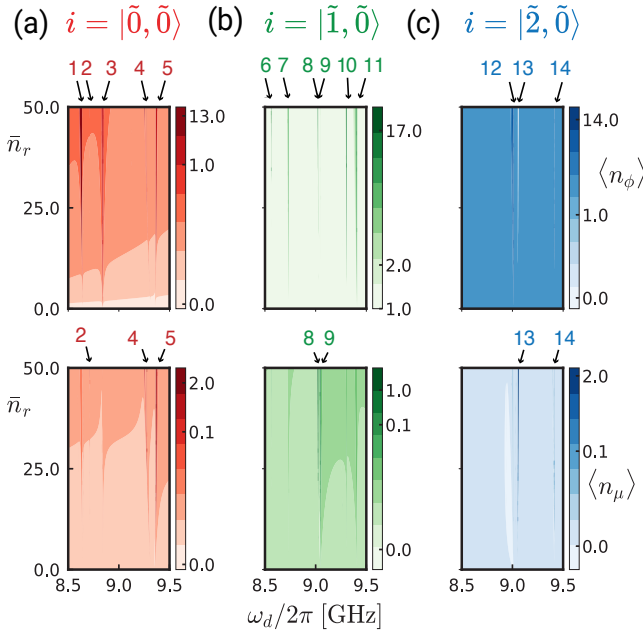 (a) i = |0̃, 0̃⟩ (b) i = |1̃, 0̃⟩ (c) i = |2̃, 0̃⟩
1 2 3 4 5 6 7 8 9 10 11 12 13 14
50.0 13.0 17.0 14.0
n̄_r 1.0 ⟨n_ϕ⟩
25.0 1.0
2.0
0.0 0.0 1.0 0.0
2 4 5 8 9 13 14
50.0 2.0 1.0 2.0
n̄_r 0.1 0.1 0.1
25.0 ⟨n_μ⟩
0.0 0.0 0.0 0.0
8.5 9.0 9.5 8.5 9.0 9.5 8.5 9.0 9.5
ω_d/2π [GHz]